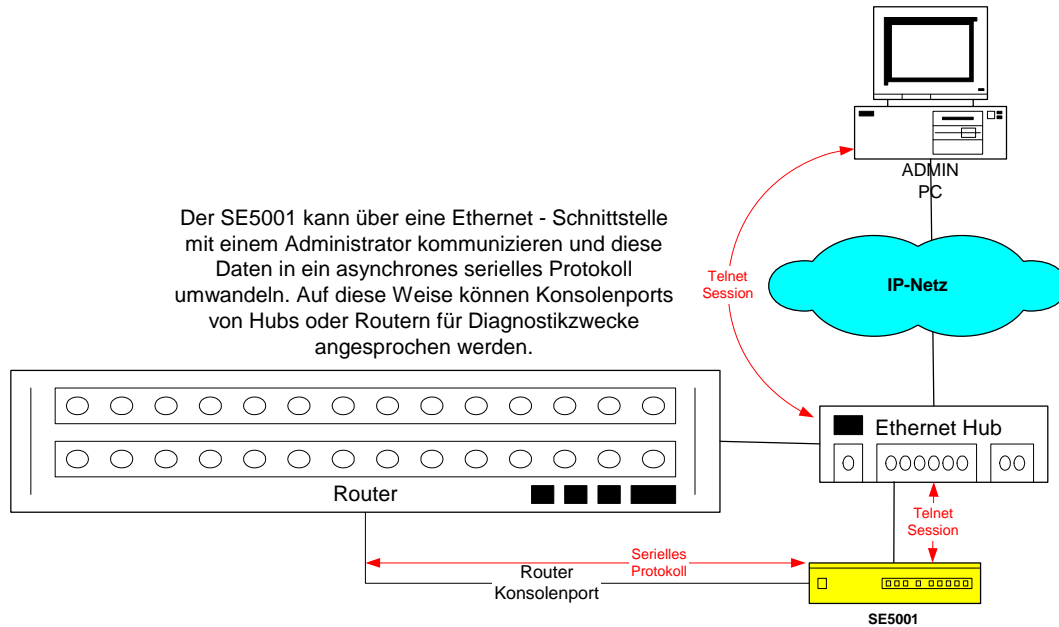 ADMIN
PC
Der SE5001 kann über eine Ethernet - Schnittstelle
mit einem Administrator kommunizieren und diese
Daten in ein asynchrones serielles Protokoll
umwandeln. Auf diese Weise können Konsolenports
von Hubs oder Routern für Diagnostikzwecke
angesprochen werden.
Telnet
Session
IP-Netz
Ethernet Hub
Router
Telnet
Session
Serielles
Protokoll
Router
Konsolenport
SE5001